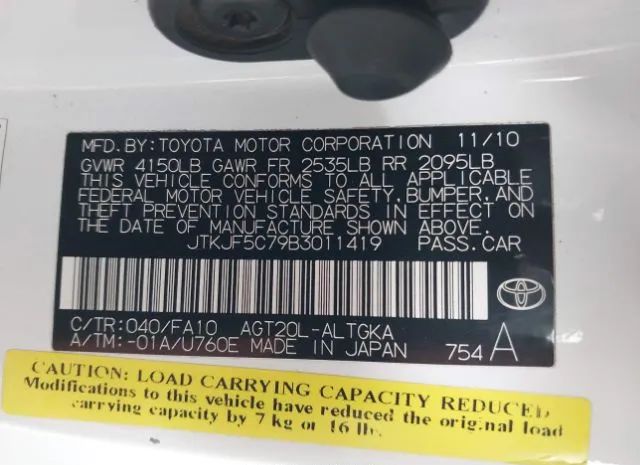 MFD.BY:TOYOTA MOTOR CORPORATION 11/10
GVWR 4150LB GAWR FR 2535LB RR 2095LB
THIS VEHICLE CONFORMS TO ALL APPLICABLE
FEDERAL MOTOR VEHICLE SAFETY,BUMPER,AND
THEFT PREVENTION STANDARDS IN EFFECT ON
THE DATE OF MANUFACTURE SHOWN ABOVE.
JTKJF5C79B3011419 PASS.CAR
C/TR:040/FA10 AGT20L-ALTGKA
A/TM:-01A/U760E MADE IN JAPAN 754 A
CAUTION: LOAD CARRYING CAPACITY REDUCED
Modifications to this vehicle have reduced the original load
carrying capacity by 7 kg or 16 lb.